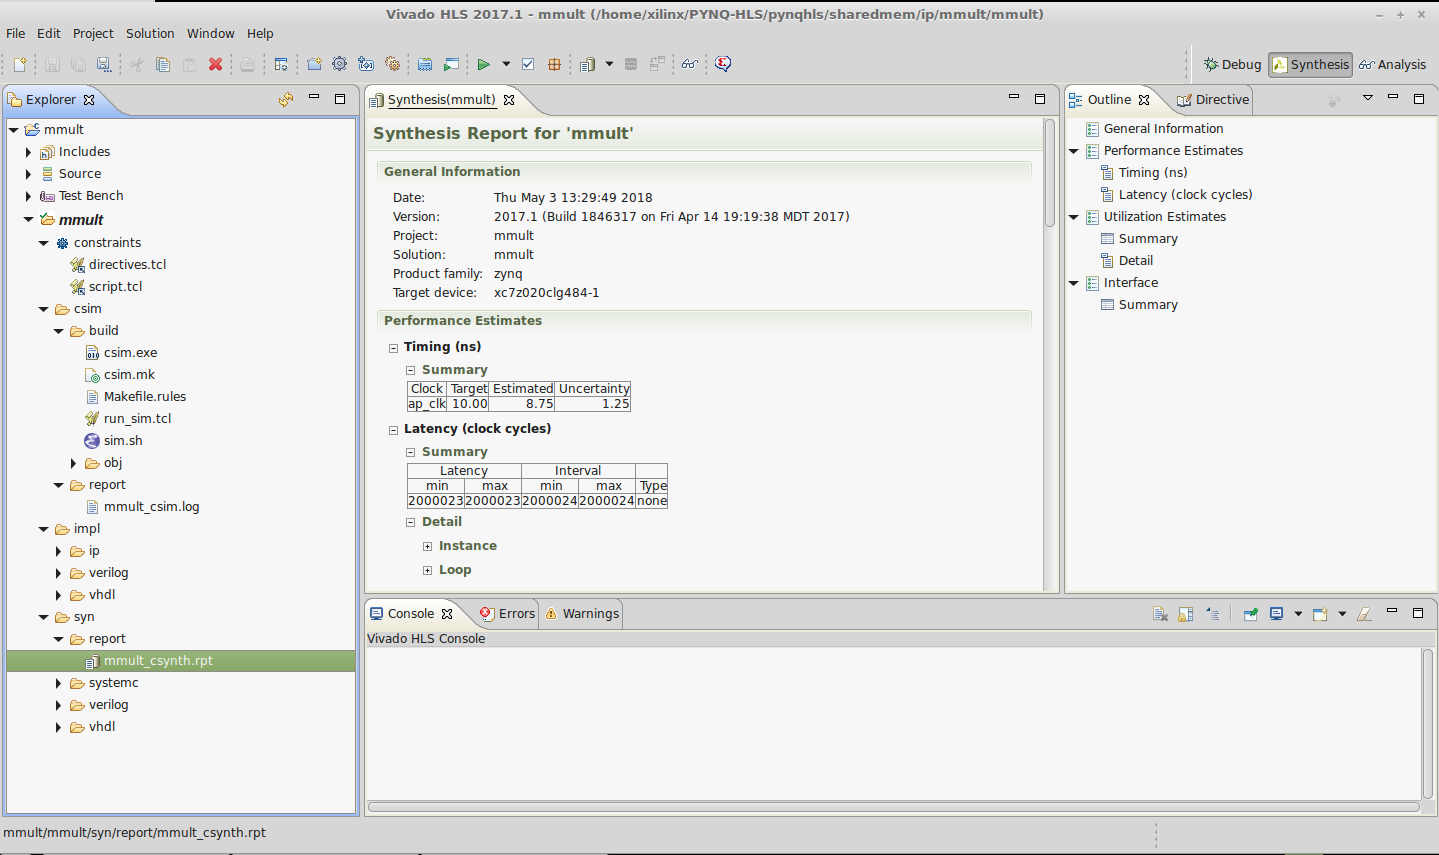 Vivado HLS 2017.1 - mmult (/home/xilinx/PYNQ-HLS/pynqhls/sharedmem/ip/mmult/mmult)
File Edit Project Solution Window Help
Debug Synthesis Analysis
Explorer
mmult
Includes
Source
Test Bench
mmult
constraints
directives.tcl
script.tcl
csim
build
csim.exe
csim.mk
Makefile.rules
run_sim.tcl
sim.sh
obj
report
mmult_csim.log
impl
ip
verilog
vhdl
syn
report
mmult_csynth.rpt
systemc
verilog
vhdl
Synthesis(mmult)
Synthesis Report for 'mmult'
General Information
Date: Thu May 3 13:29:49 2018
Version: 2017.1 (Build 1846317 on Fri Apr 14 19:19:38 MDT 2017)
Project: mmult
Solution: mmult
Product family: zynq
Target device: xc7z020clg484-1
Performance Estimates
Timing (ns)
Summary
Clock Target Estimated Uncertainty
ap_clk 10.00 8.75 1.25
Latency (clock cycles)
Summary
Latency Interval
min max min max Type
2000023 2000023 2000024 2000024 none
Detail
Instance
Loop
Outline Directive
General Information
Performance Estimates
Timing (ns)
Latency (clock cycles)
Utilization Estimates
Summary
Detail
Interface
Summary
Console Errors Warnings
Vivado HLS Console
mmult/mmult/syn/report/mmult_csynth.rpt